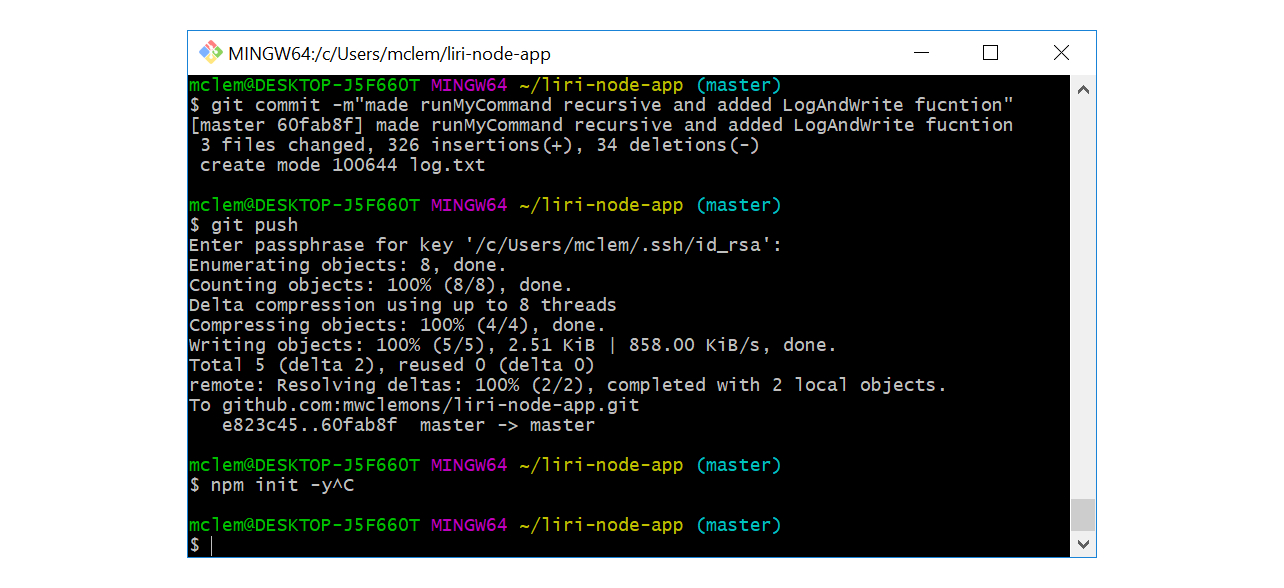 MINGW64:/c/Users/mclem/liri-node-app
mclem@DESKTOP-J5F66OT MINGW64 ~/liri-node-app (master)
$ git commit -m"made runMyCommand recursive and added LogAndWrite fucntion"
[master 60fab8f] made runMyCommand recursive and added LogAndWrite fucntion
 3 files changed, 326 insertions(+), 34 deletions(-)
 create mode 100644 log.txt
mclem@DESKTOP-J5F66OT MINGW64 ~/liri-node-app (master)
$ git push
Enter passphrase for key '/c/Users/mclem/.ssh/id_rsa':
Enumerating objects: 8, done.
Counting objects: 100% (8/8), done.
Delta compression using up to 8 threads
Compressing objects: 100% (4/4), done.
Writing objects: 100% (5/5), 2.51 KiB | 858.00 KiB/s, done.
Total 5 (delta 2), reused 0 (delta 0)
remote: Resolving deltas: 100% (2/2), completed with 2 local objects.
To github.com:mwclemons/liri-node-app.git
   e823c45..60fab8f  master -> master
mclem@DESKTOP-J5F66OT MINGW64 ~/liri-node-app (master)
$ npm init -y^C
mclem@DESKTOP-J5F66OT MINGW64 ~/liri-node-app (master)
$